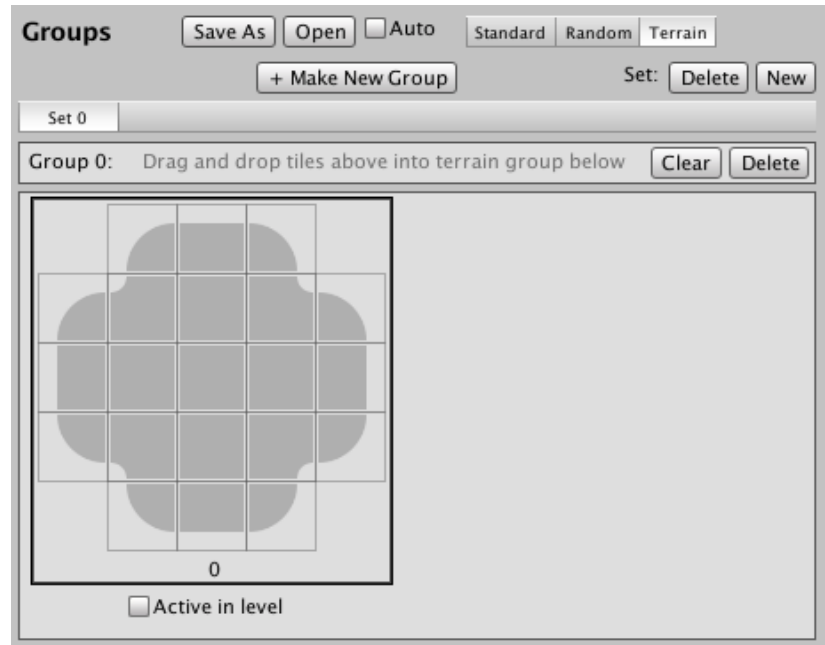 Groups Save As Open Auto Standard Random Terrain
+ Make New Group Set: Delete New
Set 0
Group 0: Drag and drop tiles above into terrain group below Clear Delete
0
Active in level